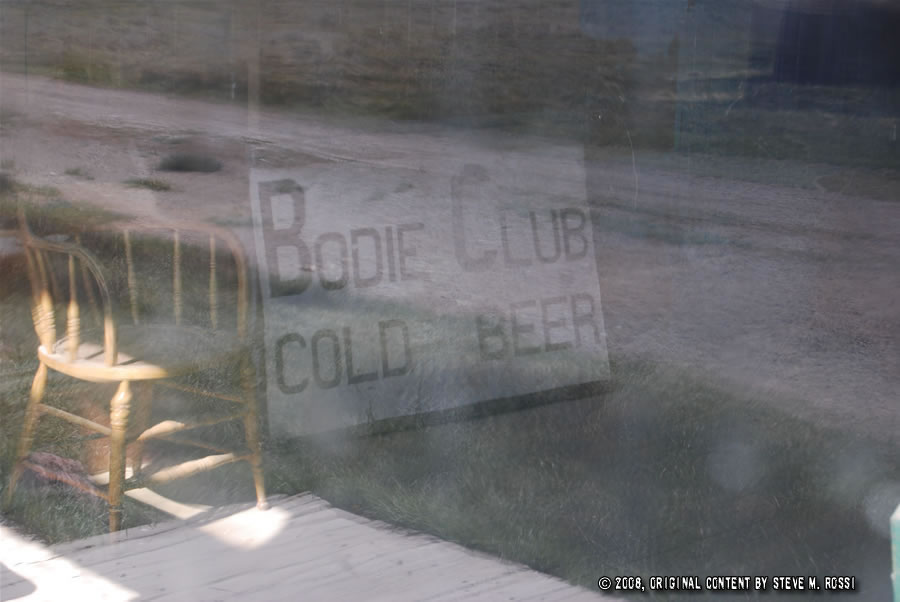 BODIE CLUB
COLD BEER
© 2008, ORIGINAL CONTENT BY STEVE M. ROSSI